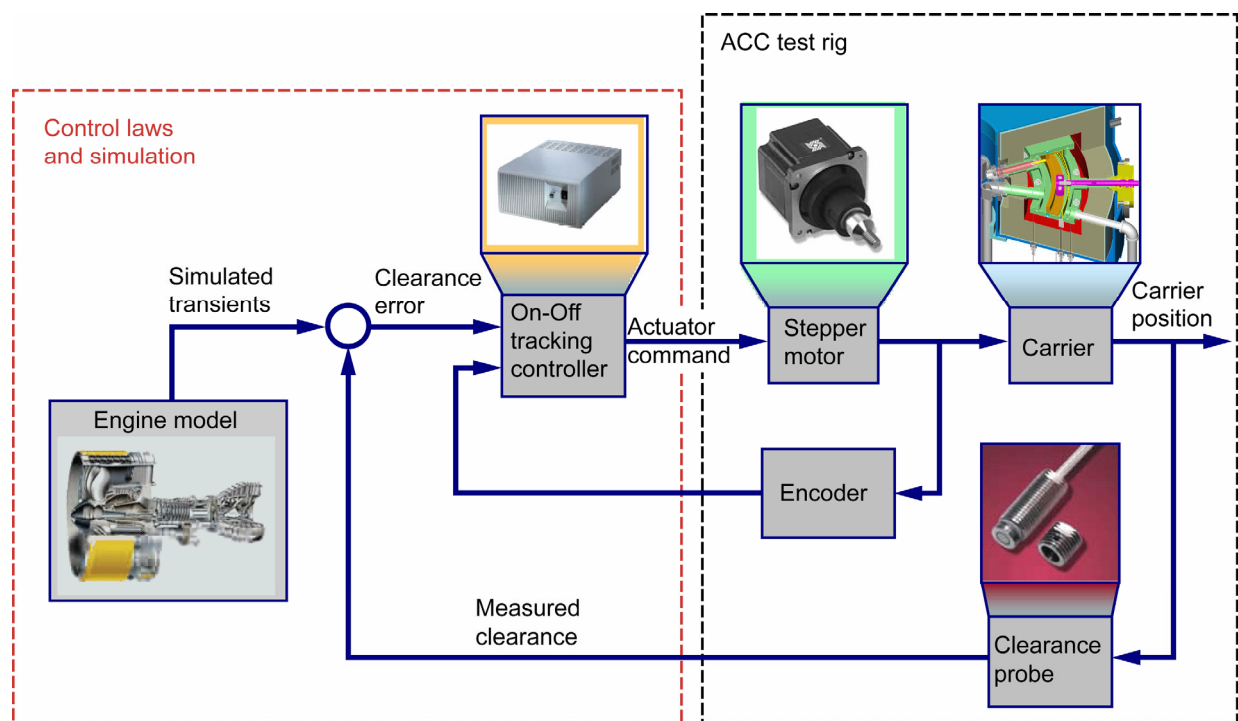 ACC test rig
Control laws
and simulation
Simulated
transients
Clearance
error
On-Off
tracking
controller
Actuator
command
Stepper
motor
Carrier
Carrier
position
Engine model
Encoder
Measured
clearance
Clearance
probe